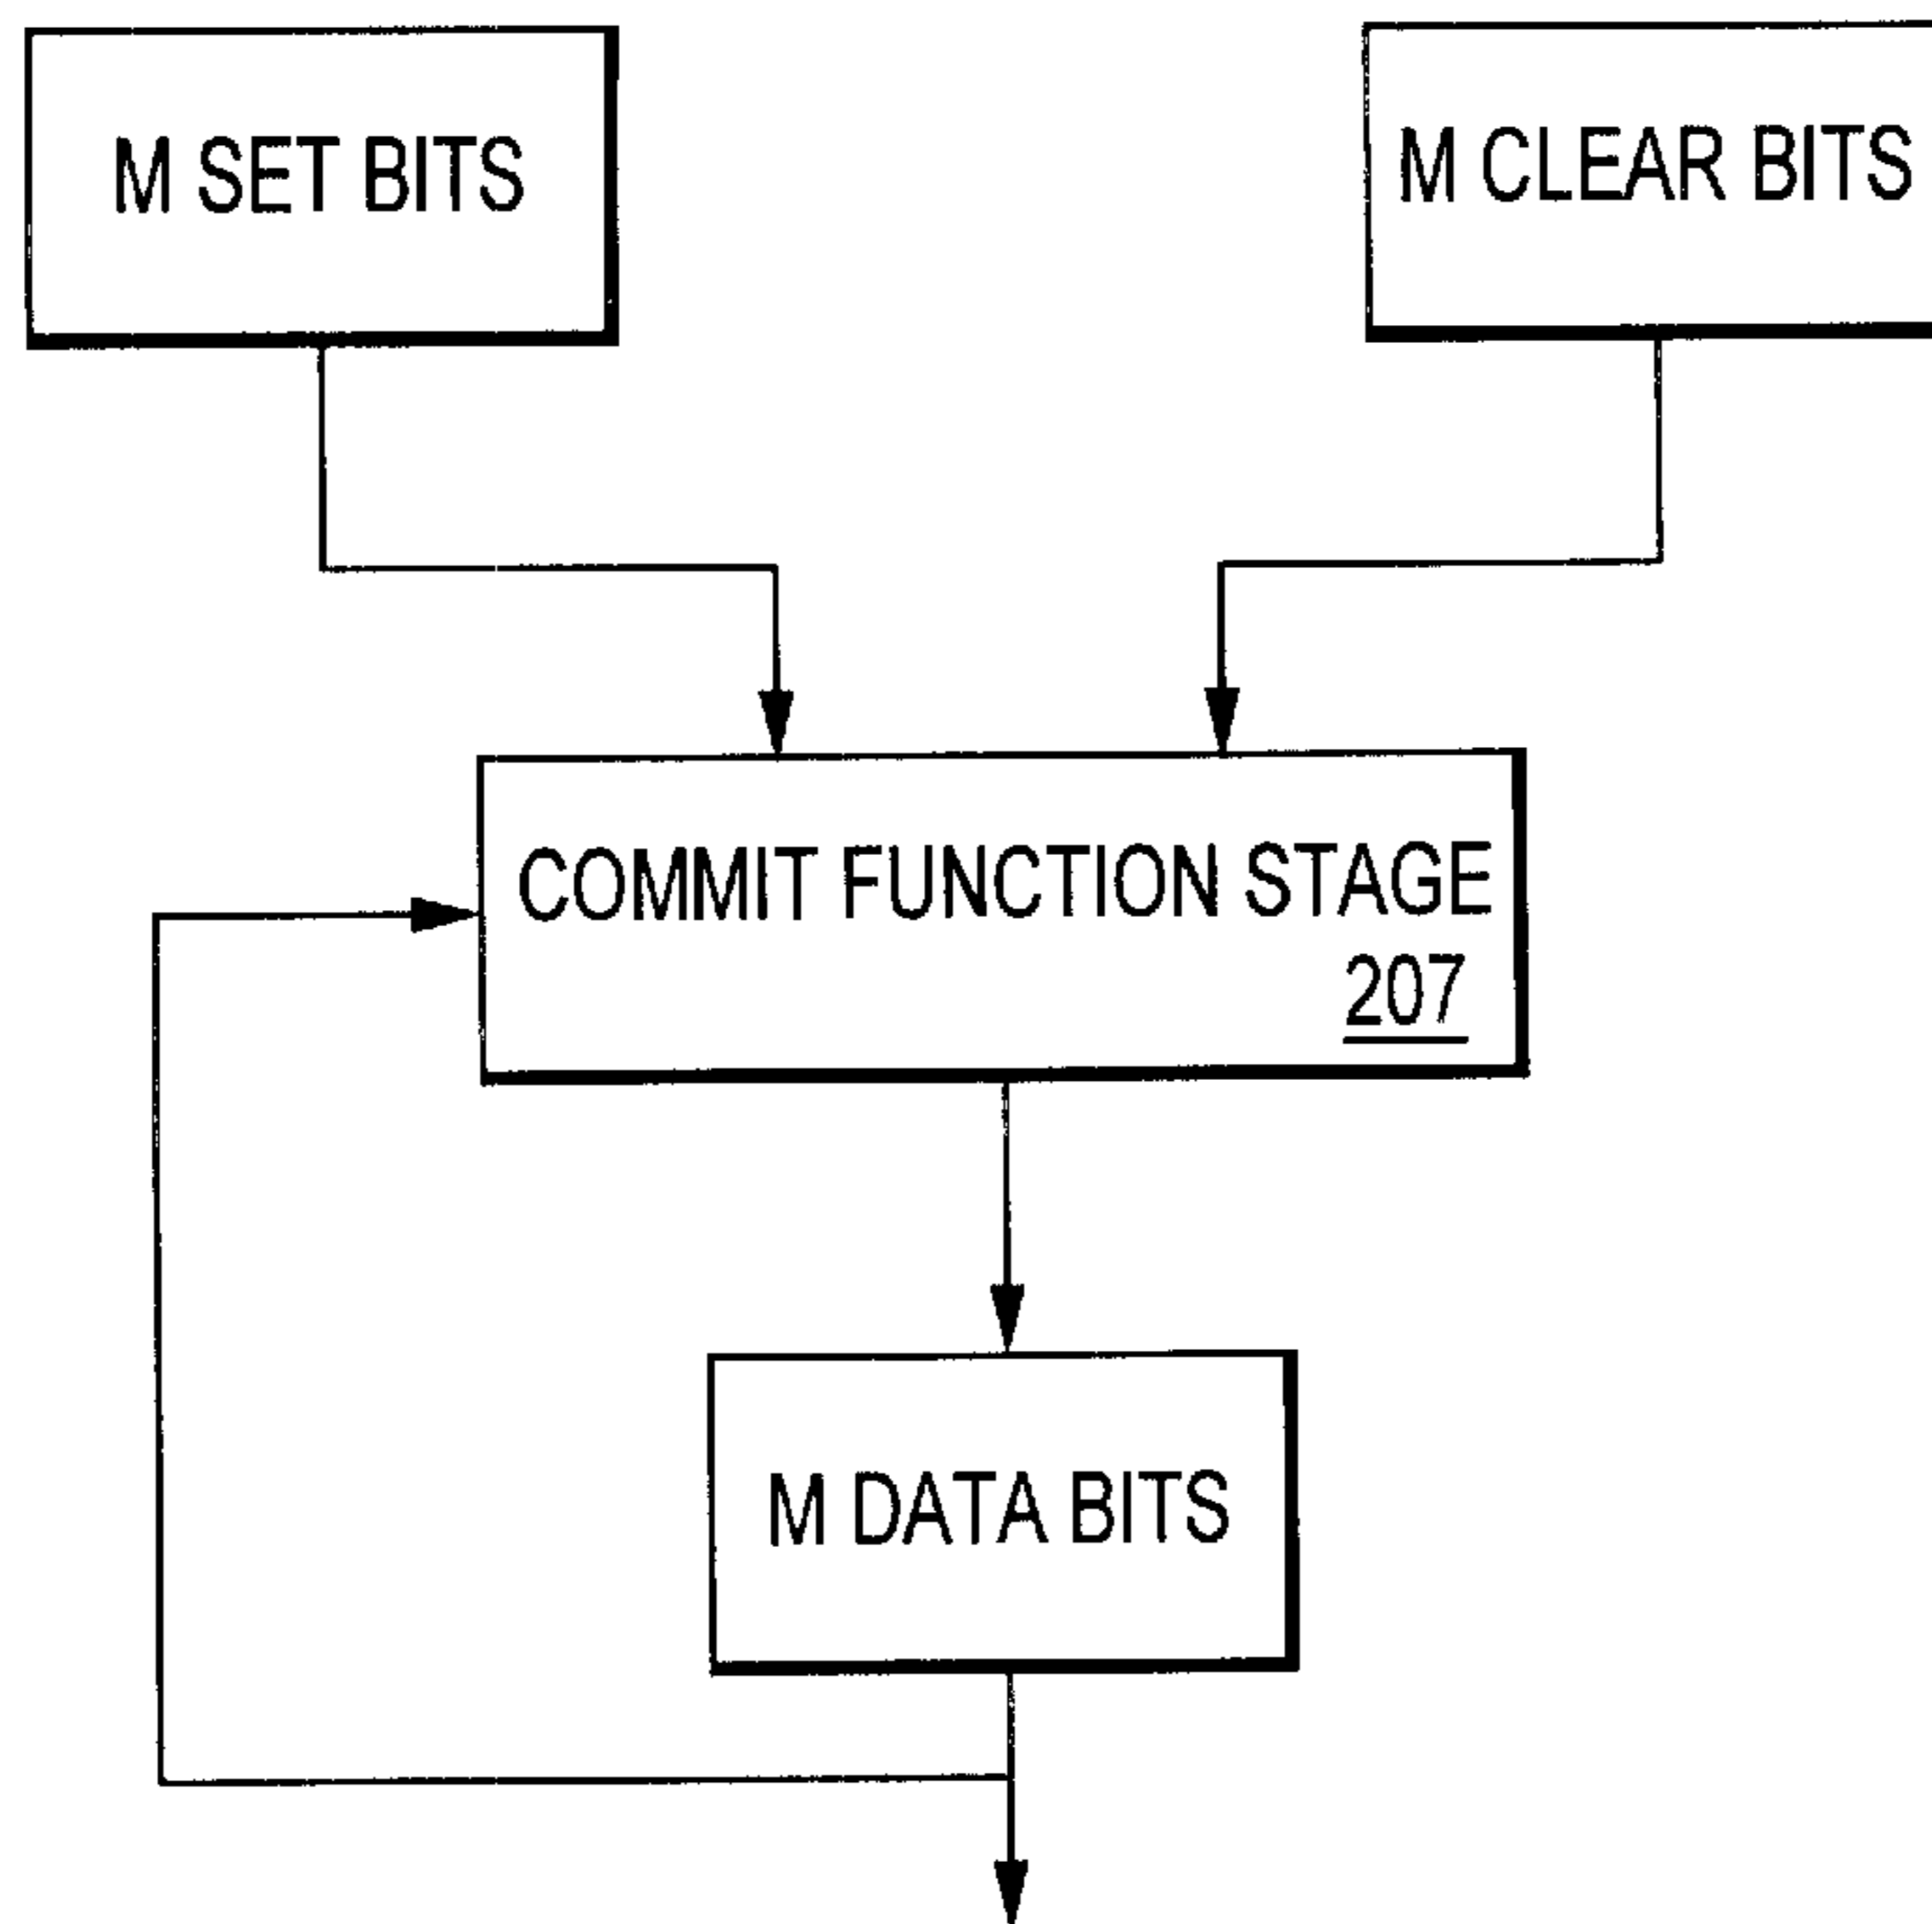 M SET BITS
M CLEAR BITS
COMMIT FUNCTION STAGE
207
M DATA BITS